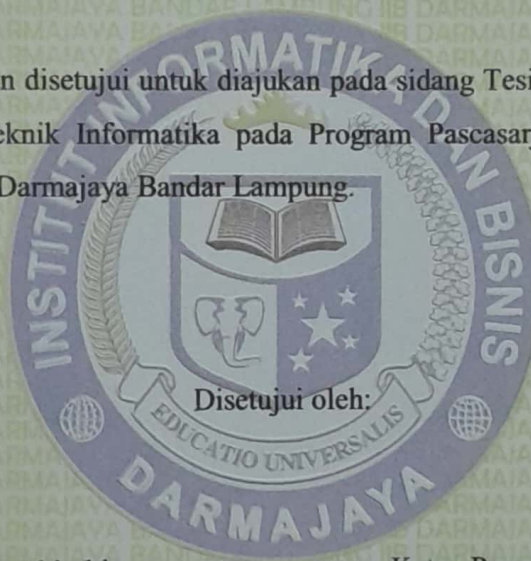 n disetujui untuk diajukan pada sidang Tesi
eknik Informatika pada Program Pascasarj
Darmajaya Bandar Lampung.
INSTITUT INFORMATIKA DAN BISNIS
Disetujui oleh:
EDUCATIO UNIVERSALIS
DARMAJAYA